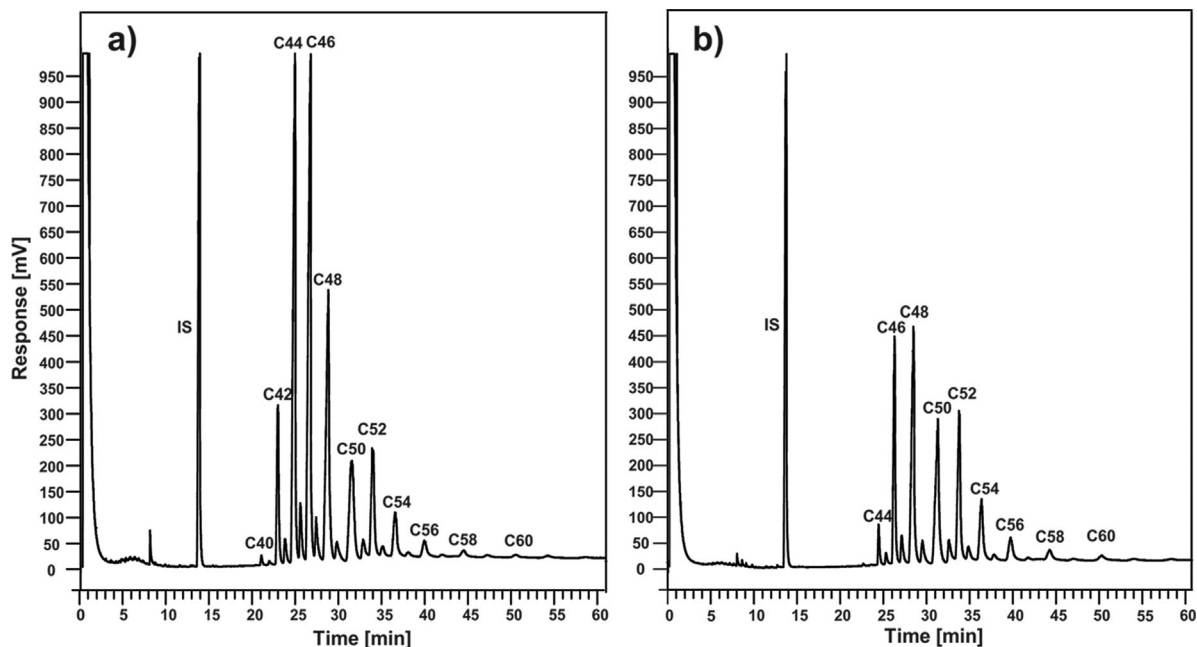 a)
C44 C46
950
900
850
800
750
700
650
600
550
500
450
400
350
300
250
200
150
100
50
0
Response [mV]
IS
C40
C42
C48
C50
C52
C54
C56
C58
C60
0 5 10 15 20 25 30 35 40 45 50 55 60
Time [min]
b)
950
900
850
800
750
700
650
600
550
500
450
400
350
300
250
200
150
100
50
0
IS
C44
C46
C48
C50
C52
C54
C56
C58
C60
0 5 10 15 20 25 30 35 40 45 50 55 60
Time [min]